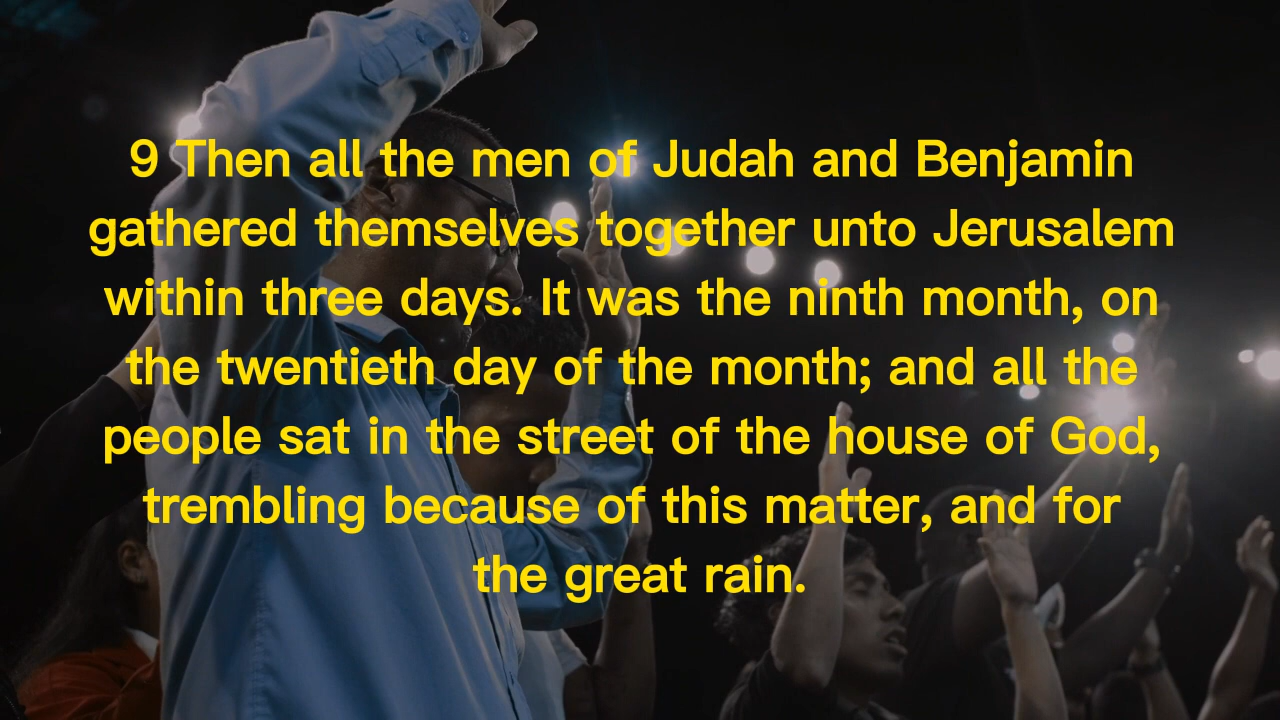 9 Then all the men of Judah and Benjamin
gathered themselves together unto Jerusalem
within three days. It was the ninth month, on
the twentieth day of the month; and all the
people sat in the street of the house of God,
trembling because of this matter, and for
the great rain.